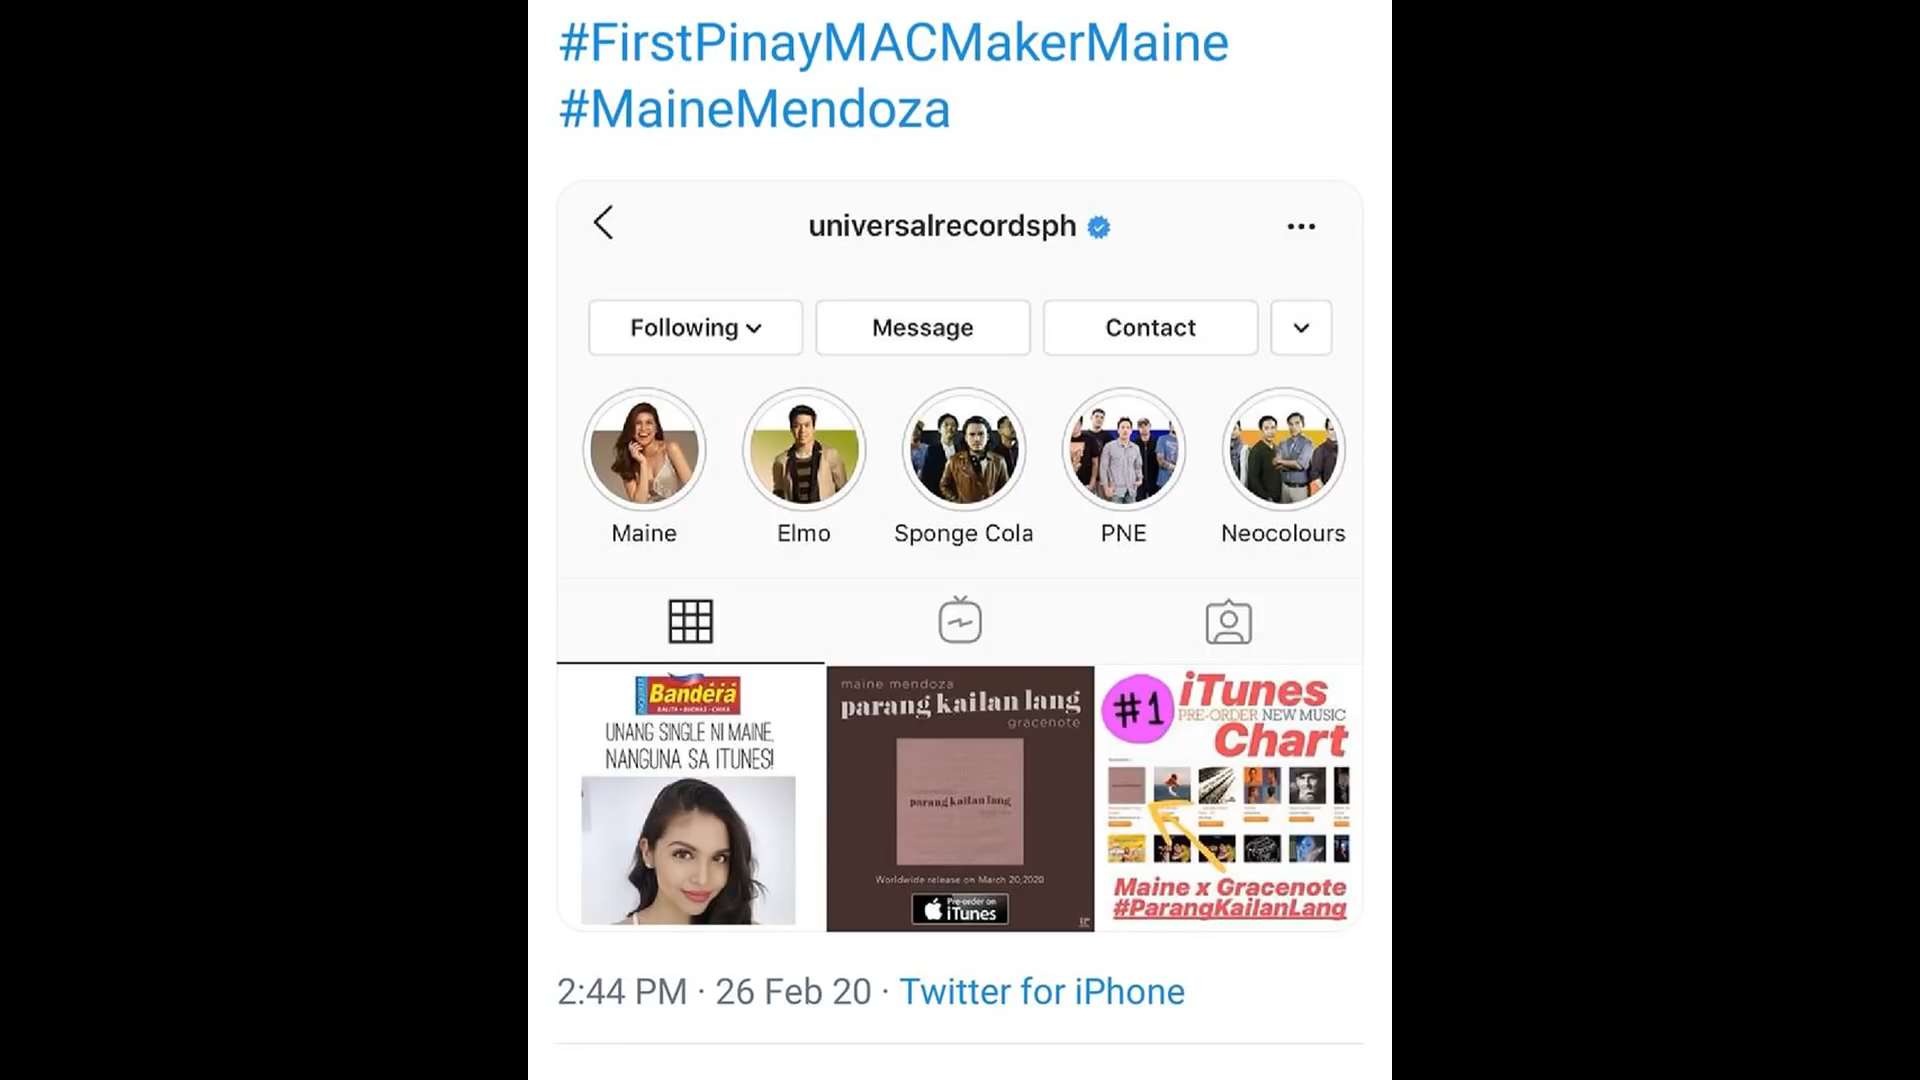 #FirstPinayMACMakerMaine
#MaineMendoza
universalrecordsph
Following
Message
Contact
Maine
Elmo
Sponge Cola
PNE
Neocolours
Bandera
BALITA • BUHAY • CHIKA
UNANG SINGLE NI MAINE,
NANGUNA SA ITUNES!
maine mendoza
parang kailan lang
gracenote
parang kailan lang
Worldwide release on March 20,2020
Pre-order on
iTunes
#1
iTunes
PRE-ORDER NEW MUSIC
Chart
Maine x Gracenote
#ParangKailanLang
2:44 PM · 26 Feb 20 · Twitter for iPhone